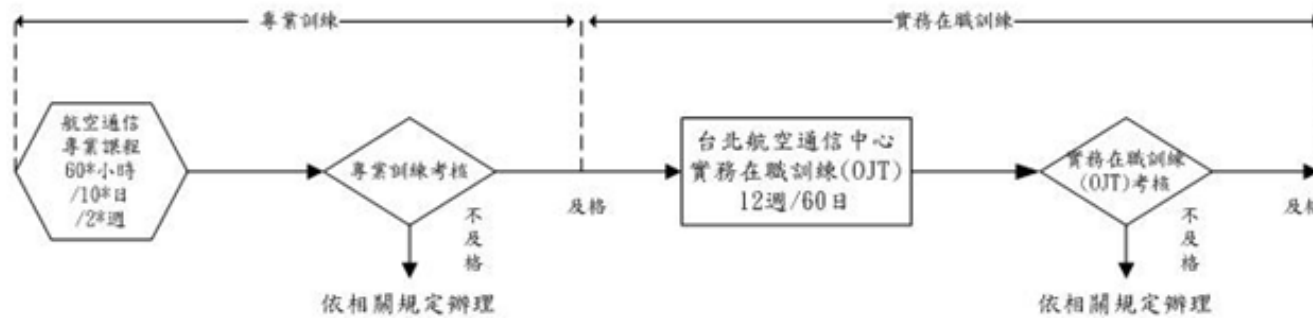 專業訓練
實務在職訓練
航空通信
專業課程
60*小時
/10*日
/2*週
專業訓練考核
及格
不及格
依相關規定辦理
台北航空通信中心
實務在職訓練(OJT)
12週/60日
實務在職訓練
(OJT)考核
及格
不及格
依相關規定辦理